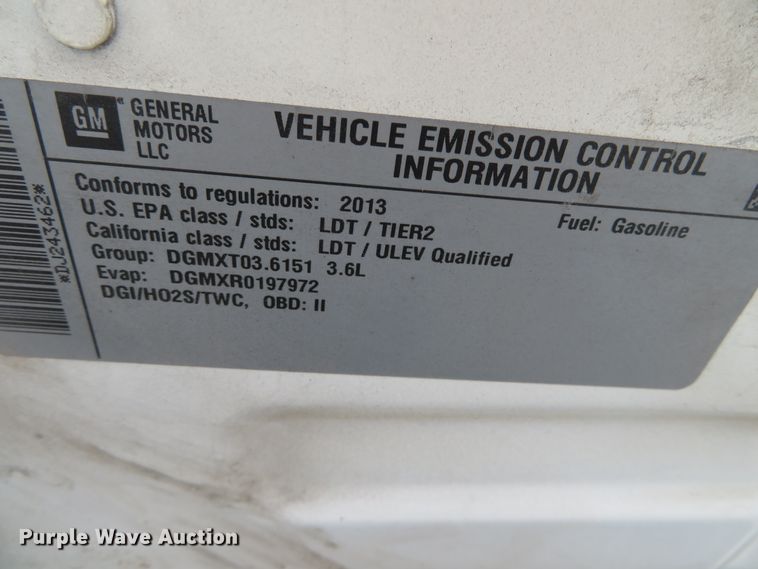 GM GENERAL
MOTORS
LLC
VEHICLE EMISSION CONTROL
INFORMATION
Conforms to regulations: 2013
Fuel: Gasoline
U.S. EPA class / stds: LDT / TIER2
California class / stds: LDT / ULEV Qualified
Group: DGMXT03.6151 3.6L
Evap: DGMXR0197972
DGI/HO2S/TWC, OBD: II
*DJ243462*
Purple Wave Auction